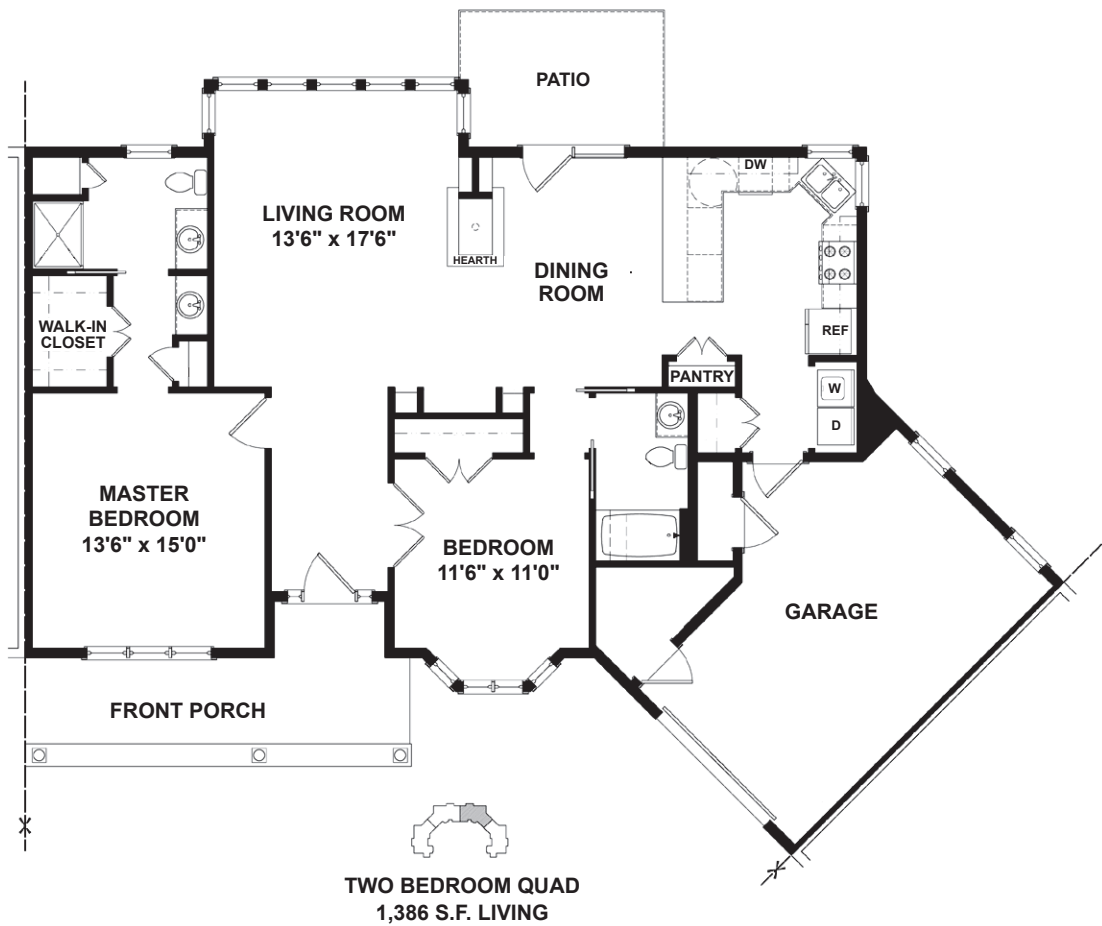 PATIO
DW
LIVING ROOM
13'6" x 17'6"
HEARTH
DINING
ROOM
WALK-IN
CLOSET
REF
PANTRY
W
D
MASTER
BEDROOM
13'6" x 15'0"
BEDROOM
11'6" x 11'0"
GARAGE
FRONT PORCH
TWO BEDROOM QUAD
1,386 S.F. LIVING